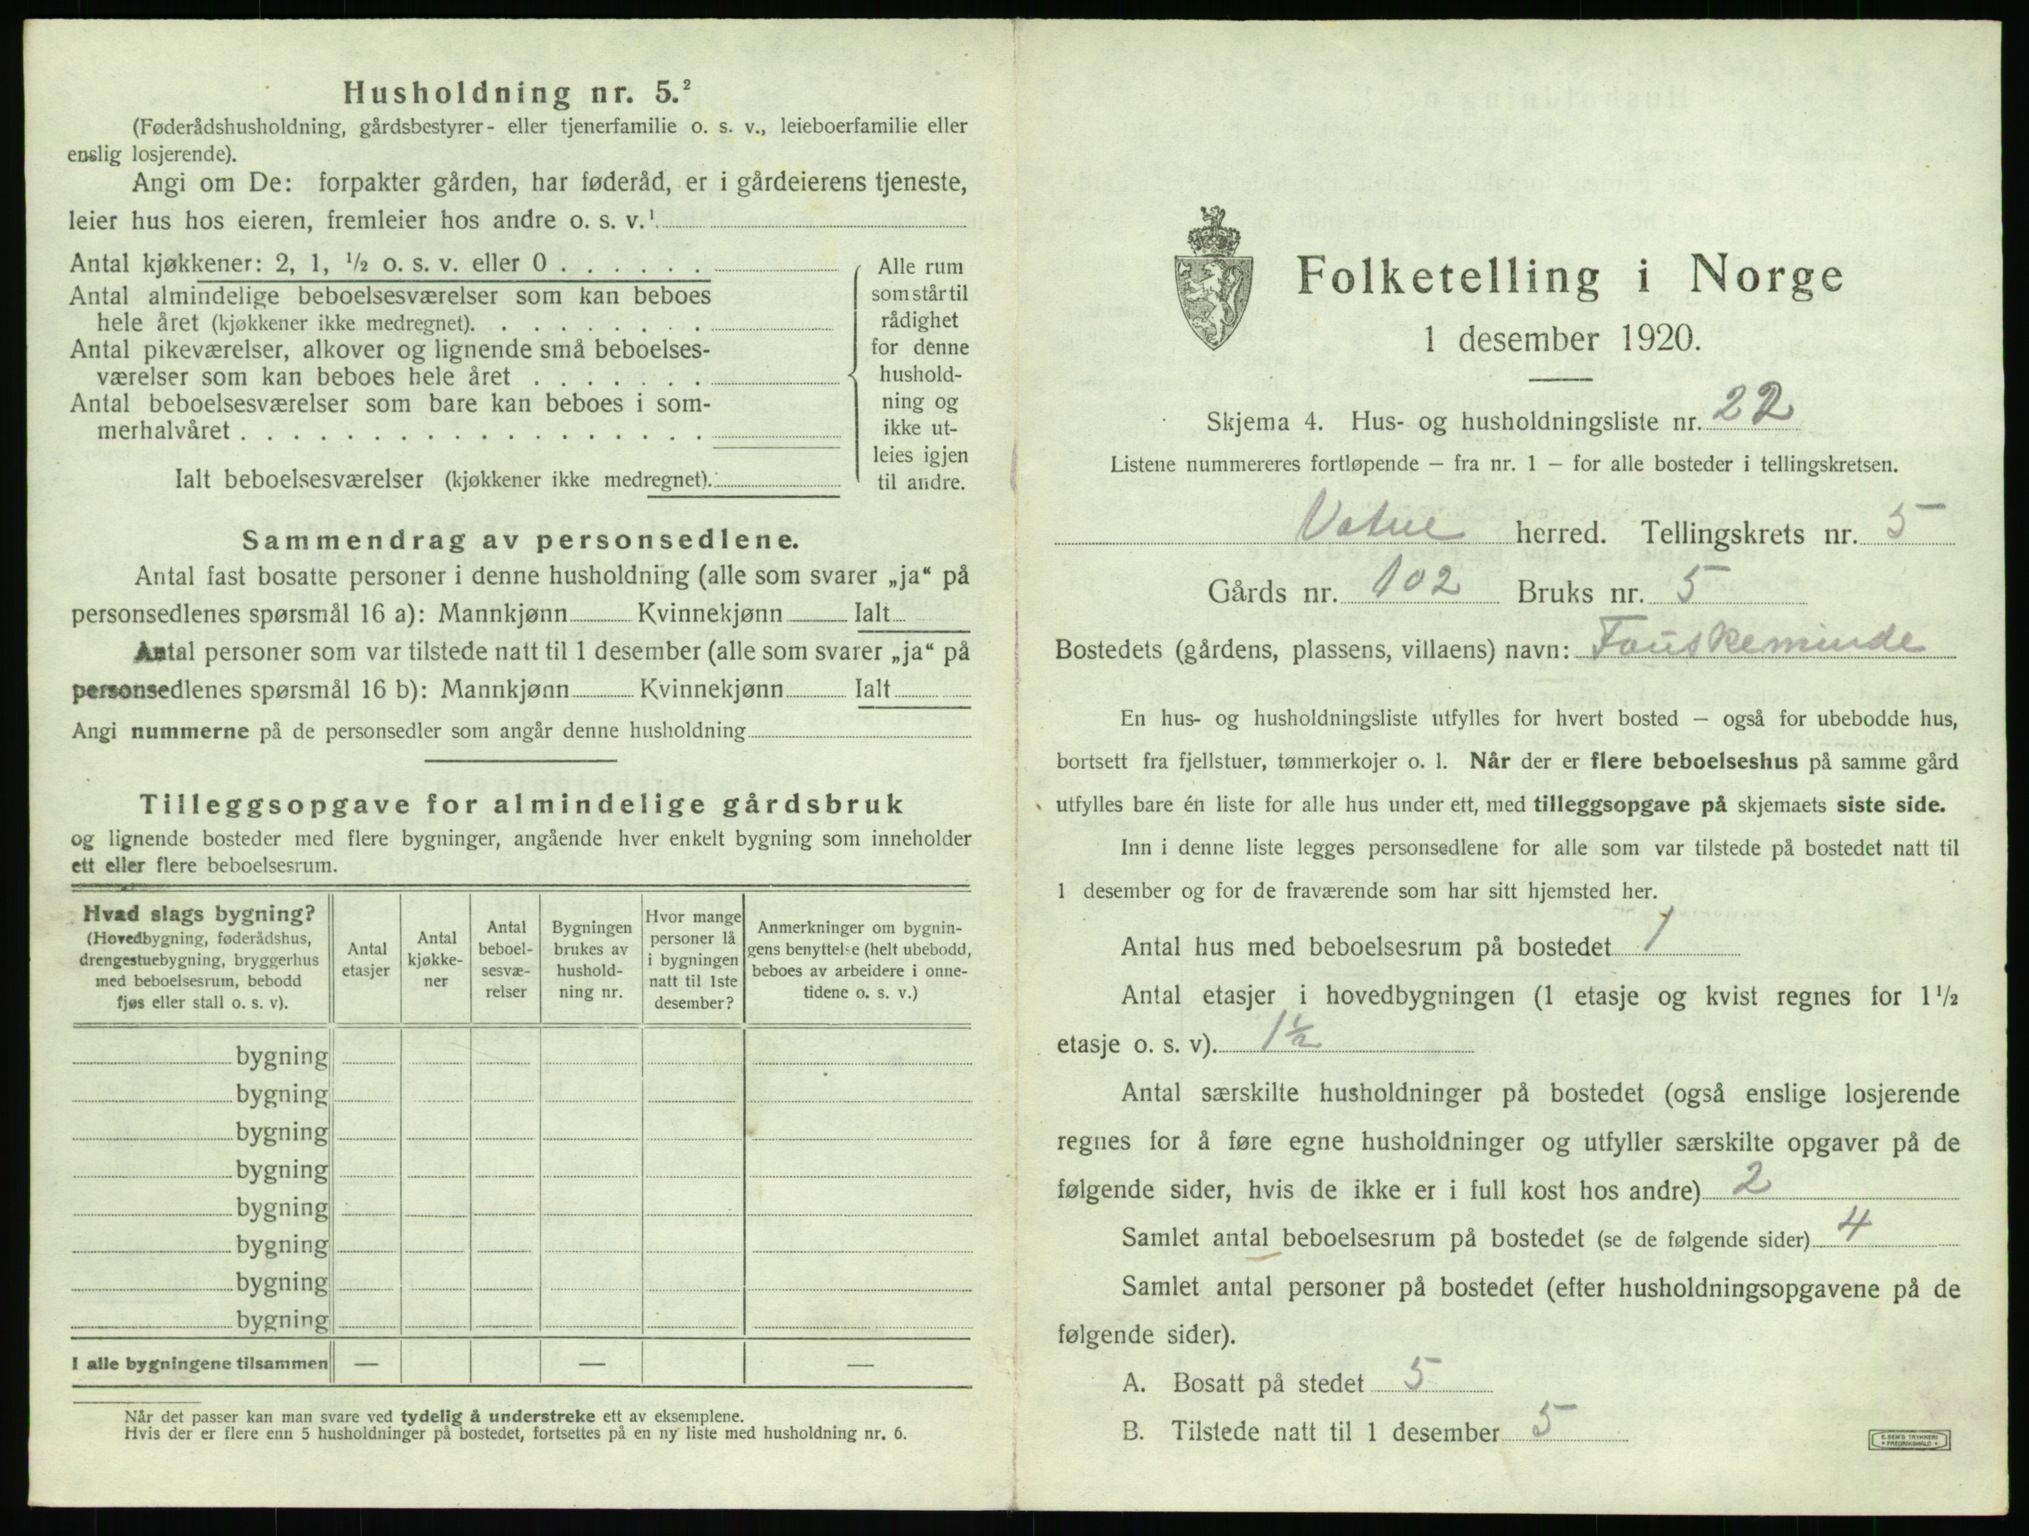 Husholdning nr. 5.²
(Føderådshusholdning, gårdsbestyrer- eller tjenerfamilie o. s. v., leieboerfamilie eller
enslig losjerende).
Angi om De: forpakter gården, har føderåd, er i gårdeierens tjeneste,
leier hus hos eieren, fremleier hos andre o. s. v.¹
Antal kjøkkener: 2, 1, ½ o. s. v. eller 0 . . . . . .
Antal almindelige beboelsesværelser som kan beboes
hele året (kjøkkener ikke medregnet). . . . . . . . .
Antal pikeværelser, alkover og lignende små beboelses-
værelser som kan beboes hele året . . . . . . .
Antal beboelsesværelser som bare kan beboes i som-
merhalvåret . . . . . . . . . . . . . . . . . .
Ialt beboelsesværelser (kjøkkener ikke medregnet).
Alle rum
som står til
rådighet
for denne
hushold-
ning og
ikke ut-
leies igjen
til andre.
Sammendrag av personsedlene.
Antal fast bosatte personer i denne husholdning (alle som svarer „ja“ på
personsedlenes spørsmål 16 a): Mannkjønn Kvinnekjønn Ialt
Antal personer som var tilstede natt til 1 desember (alle som svarer „ja“ på
personsedlenes spørsmål 16 b): Mannkjønn Kvinnekjønn Ialt
Angi nummerne på de personsedler som angår denne husholdning
Tilleggsopgave for almindelige gårdsbruk
og lignende bosteder med flere bygninger, angående hver enkelt bygning som inneholder
ett eller flere beboelsesrum.
Hvad slags bygning?
(Hovedbygning, føderådshus,
drengestuebygning, bryggerhus
med beboelsesrum, bebodd
fjøs eller stall o. s. v).
Antal
etasjer
Antal
kjøkke-
ner
Antal
beboel-
sesvæ-
relser
Bygningen
brukes av
hushold-
ning nr.
Hvor mange
personer lå
i bygningen
natt til 1ste
desember?
Anmerkninger om bygnin-
gens benyttelse (helt ubebodd,
beboes av arbeidere i onne-
tidene o. s. v.)
bygning
bygning
bygning
bygning
bygning
bygning
bygning
bygning
I alle bygningene tilsammen — — —
Når det passer kan man svare ved tydelig å understreke ett av eksemplene.
Hvis der er flere enn 5 husholdninger på bostedet, fortsettes på en ny liste med husholdning nr. 6.
Folketelling i Norge
1 desember 1920.
Skjema 4. Hus- og husholdningsliste nr. 22
Listene nummereres fortløpende – fra nr. 1 – for alle bosteder i tellingskretsen.
Vatne herred. Tellingskrets nr. 5
Gårds nr. 102 Bruks nr. 5
Bostedets (gårdens, plassens, villaens) navn: Fauskeminde
En hus- og husholdningsliste utfylles for hvert bosted – også for ubebodde hus,
bortsett fra fjellstuer, tømmerkojer o. l. Når der er flere beboelseshus på samme gård
utfylles bare én liste for alle hus under ett, med tilleggsopgave på skjemaets siste side.
Inn i denne liste legges personsedlene for alle som var tilstede på bostedet natt til
1 desember og for de fraværende som har sitt hjemsted her.
Antal hus med beboelsesrum på bostedet 1
Antal etasjer i hovedbygningen (1 etasje og kvist regnes for 1½
etasje o. s. v). 1½
Antal særskilte husholdninger på bostedet (også enslige losjerende
regnes for å føre egne husholdninger og utfyller særskilte opgaver på de
følgende sider, hvis de ikke er i full kost hos andre) 2
Samlet antal beboelsesrum på bostedet (se de følgende sider) 4
Samlet antal personer på bostedet (efter husholdningsopgavene på de
følgende sider).
A. Bosatt på stedet 5
B. Tilstede natt til 1 desember 5